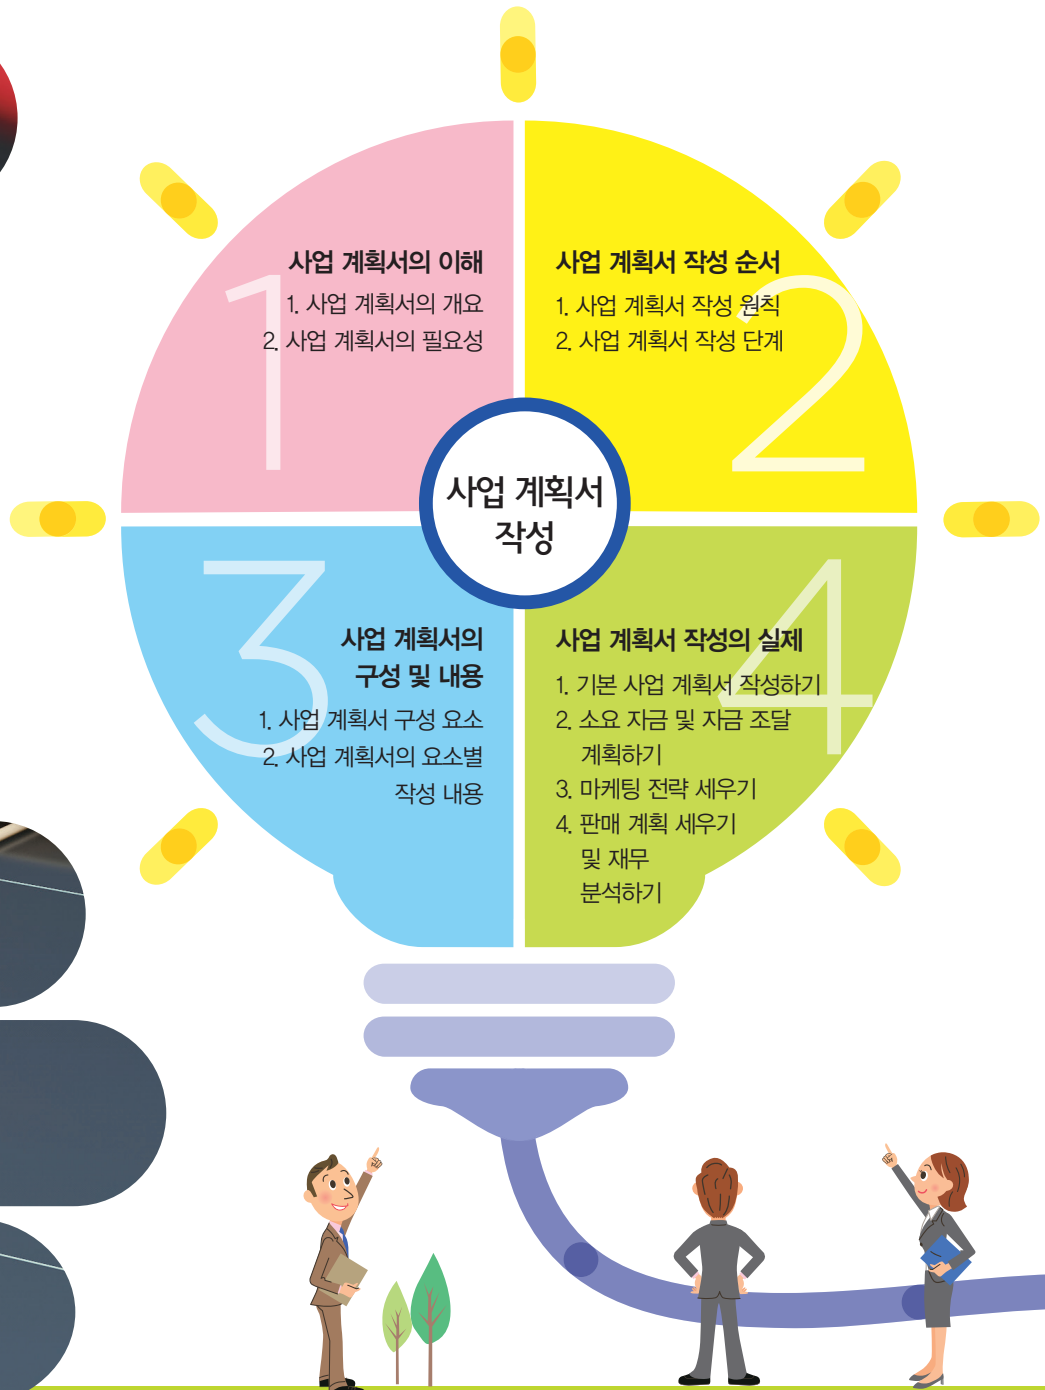 1
사업 계획서의 이해
1. 사업 계획서의 개요
2. 사업 계획서의 필요성
2
사업 계획서 작성 순서
1. 사업 계획서 작성 원칙
2. 사업 계획서 작성 단계
사업 계획서
작성
3
사업 계획서의
구성 및 내용
1. 사업 계획서 구성 요소
2. 사업 계획서의 요소별
작성 내용
4
사업 계획서 작성의 실제
1. 기본 사업 계획서 작성하기
2. 소요 자금 및 자금 조달
계획하기
3. 마케팅 전략 세우기
4. 판매 계획 세우기
및 재무
분석하기